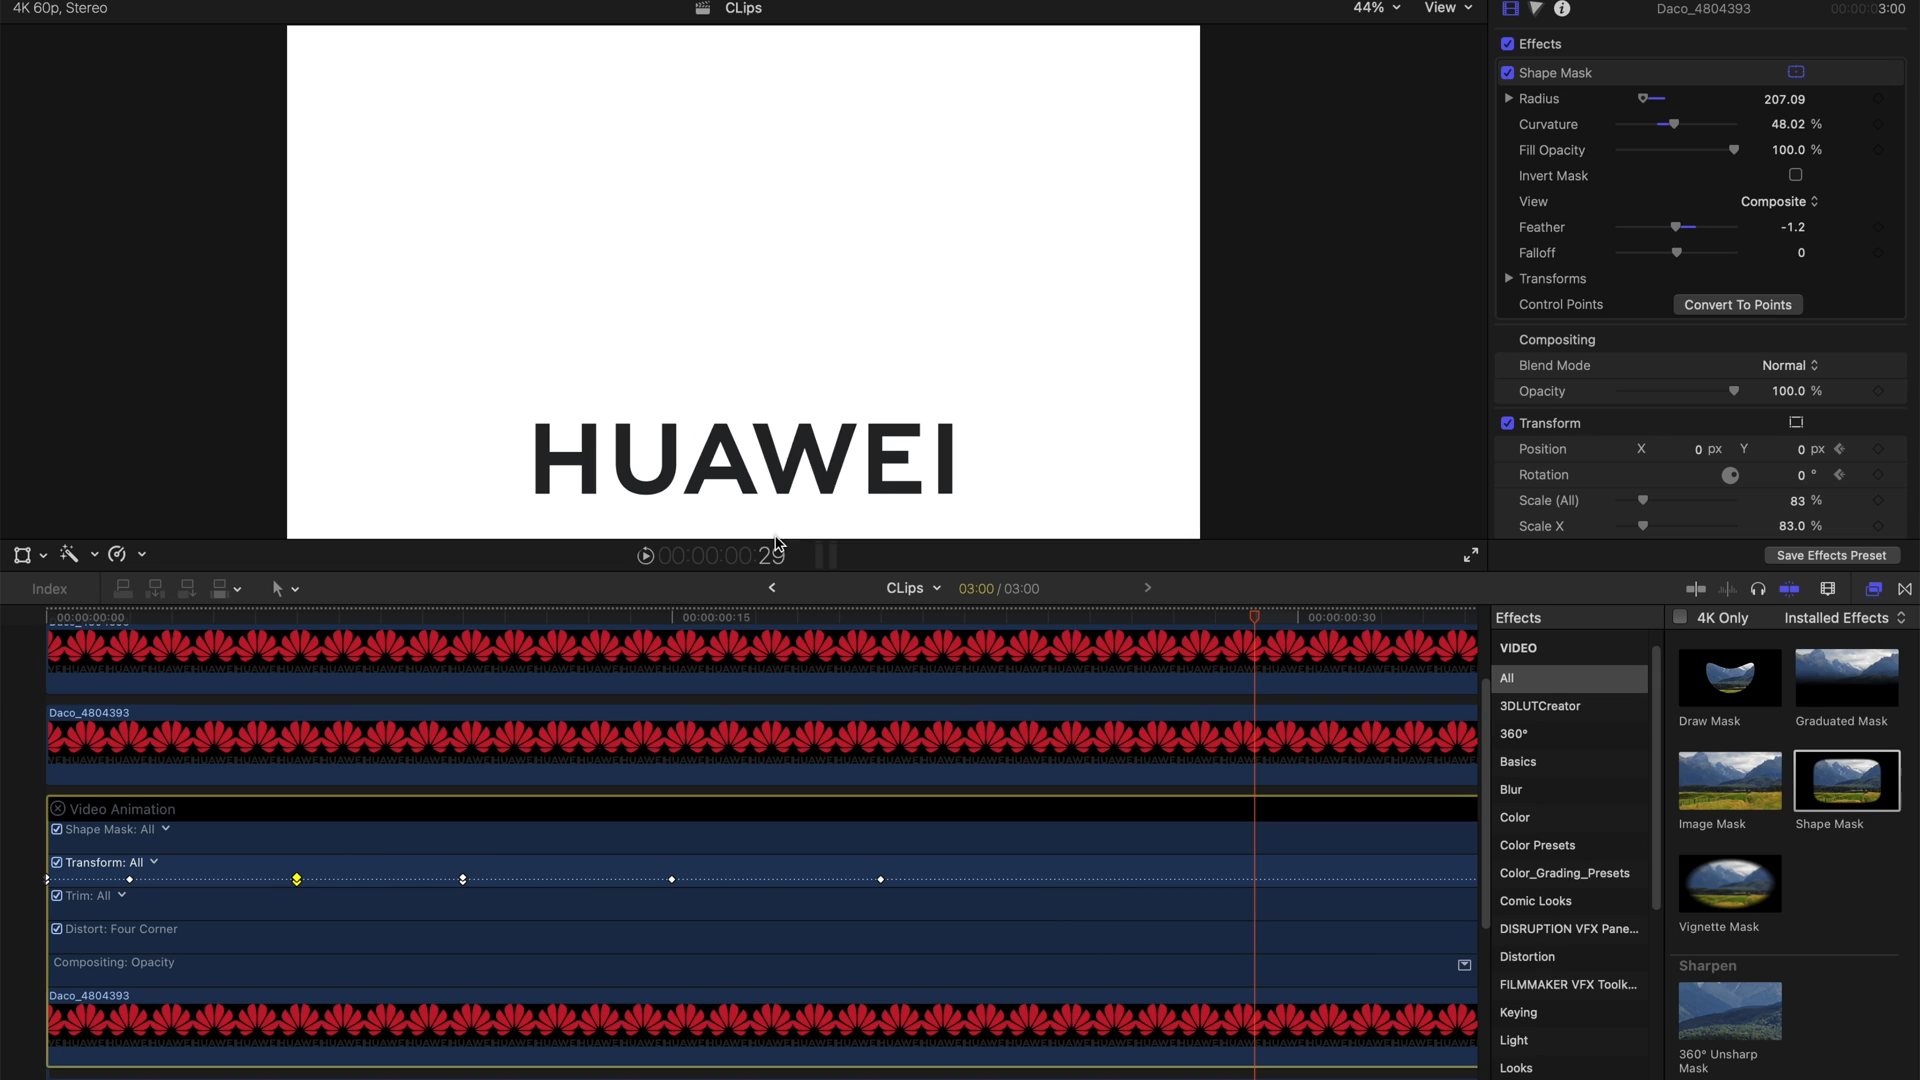 4K 60p, Stereo
CLips
44%
View
Daco_4804393
00:00:03:00
Effects
Shape Mask
Radius
207.09
Curvature
48.02 %
Fill Opacity
100.0 %
Invert Mask
View
Composite
Feather
-1.2
Falloff
0
Transforms
Control Points
Convert To Points
Compositing
Blend Mode
Normal
Opacity
100.0 %
Transform
Position
X
0 px
Y
0 px
Rotation
0 °
Scale (All)
83 %
Scale X
83.0 %
HUAWEI
00:00:00:29
Save Effects Preset
Index
CLips
03:00 / 03:00
00:00:00:00
00:00:00:15
00:00:00:30
Daco_4804393
Video Animation
Shape Mask: All
Transform: All
Trim: All
Distort: Four Corner
Compositing: Opacity
Daco_4804393
Effects
4K Only
Installed Effects
VIDEO
All
3DLUTCreator
360°
Basics
Blur
Color
Color Presets
Color_Grading_Presets
Comic Looks
DISRUPTION VFX Pane...
Distortion
FILMMAKER VFX Toolk...
Keying
Light
Looks
Draw Mask
Graduated Mask
Image Mask
Shape Mask
Vignette Mask
Sharpen
360° Unsharp
Mask